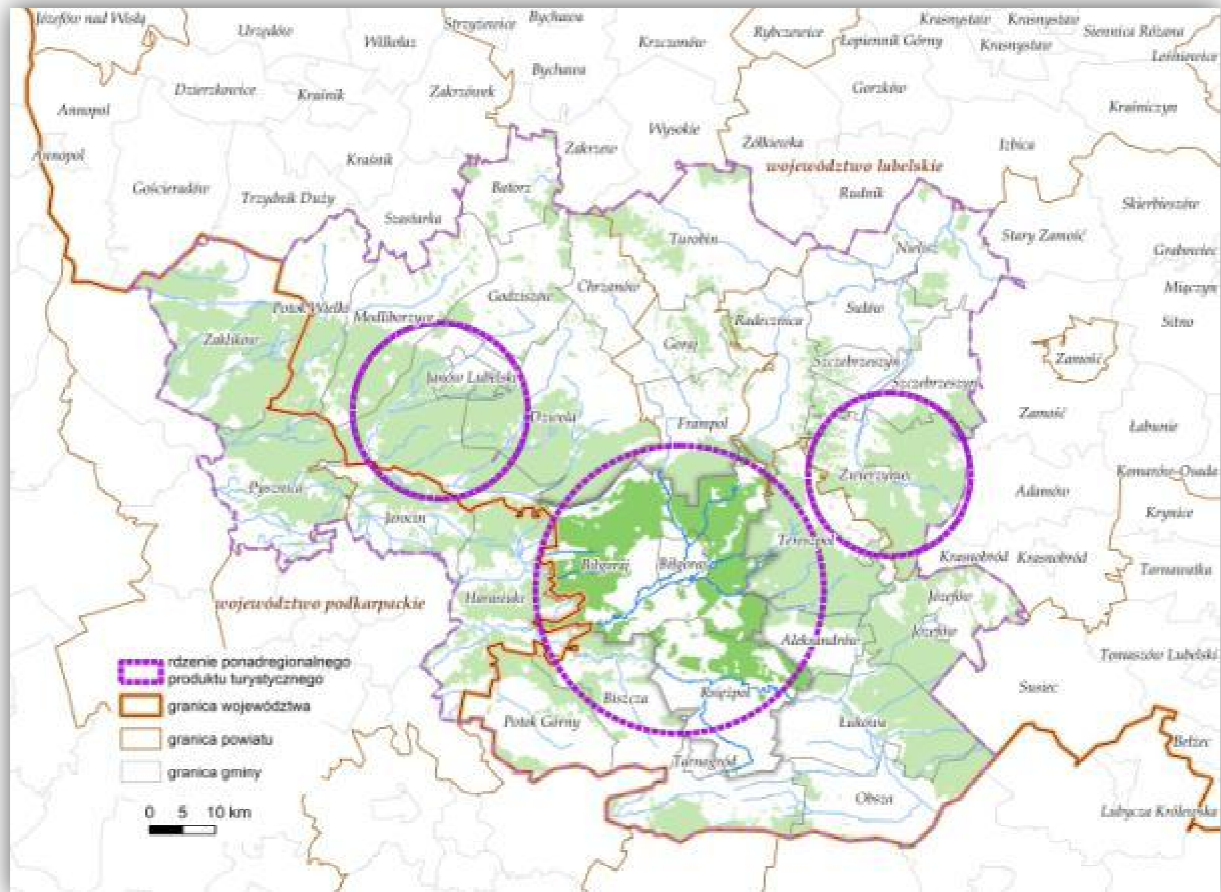 Józefów nad Wisłą
Urzędów
Strzyżewice
Bychawa
Krzczonów
Rybczewice
Krasnystaw
Krasnystaw
Siennica Różana
Wilkołaz
Łopiennik Górny
Krasnystaw
Leśniowice
Bychawa
Dzierzkowice
Kraśnik
Zakrzówek
Gorzków
Annopol
Kraśniczyn
Wysokie
Annopol
Kraśnik
Zakrzew
Żółkiewka
Izbica
województwo lubelskie
Gościeradów
Trzydnik Duży
Batorz
Rudnik
Szastarka
Skierbieszów
Turobin
Nielisz
Stary Zamość
Grabowiec
Potok Wielki
Godziszów
Chrzanów
Miączyn
Modliborzyce
Radecznica
Sułów
Sitno
Zaklików
Goraj
Zamość
Szczebrzeszyn
Janów Lubelski
Szczebrzeszyn
Dzwola
Frampol
Zamość
Łabunie
Zwierzyniec
Komarów-Osada
Pysznica
Adamów
Jarocin
Krynice
Tereszpol
Krasnobród
Krasnobród
Biłgoraj
Biłgoraj
Tarnawatka
województwo podkarpackie
Harasiuki
Józefów
Józefów
Aleksandrów
Tomaszów Lubelski
rdzenie ponadregionalnego
produktu turystycznego
Susiec
Biszcza
Księżpol
granica województwa
Potok Górny
Łukowa
granica powiatu
Bełżec
Tarnogród
granica gminy
Obsza
0 5 10 km
Lubycza Królewska